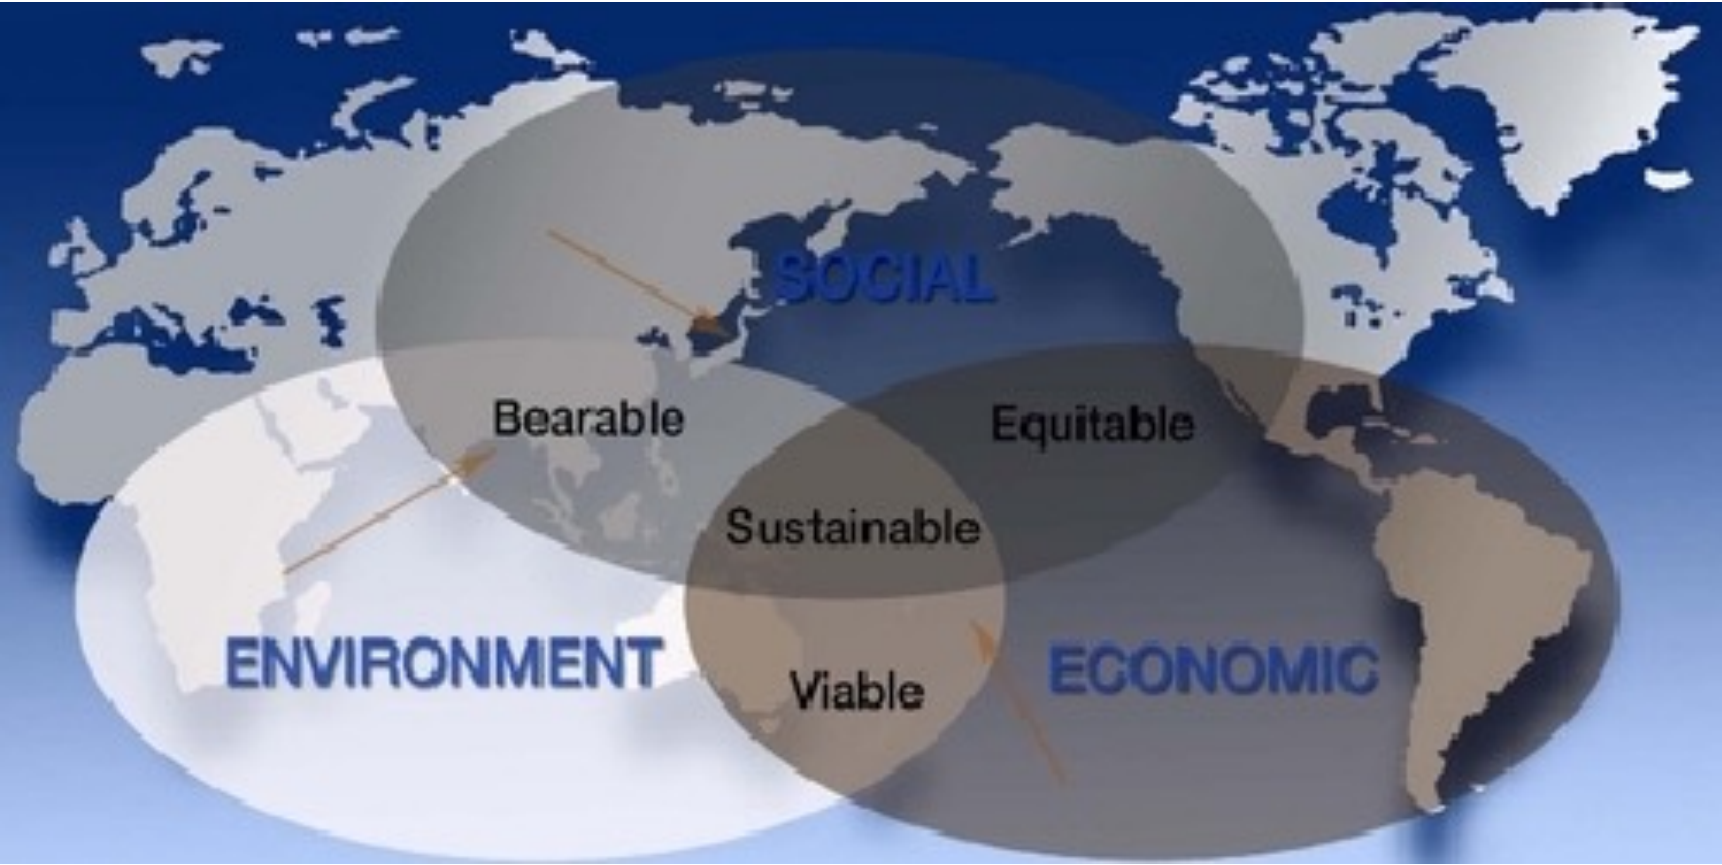 SOCIAL
Bearable
Equitable
Sustainable
ENVIRONMENT
ECONOMIC
Viable